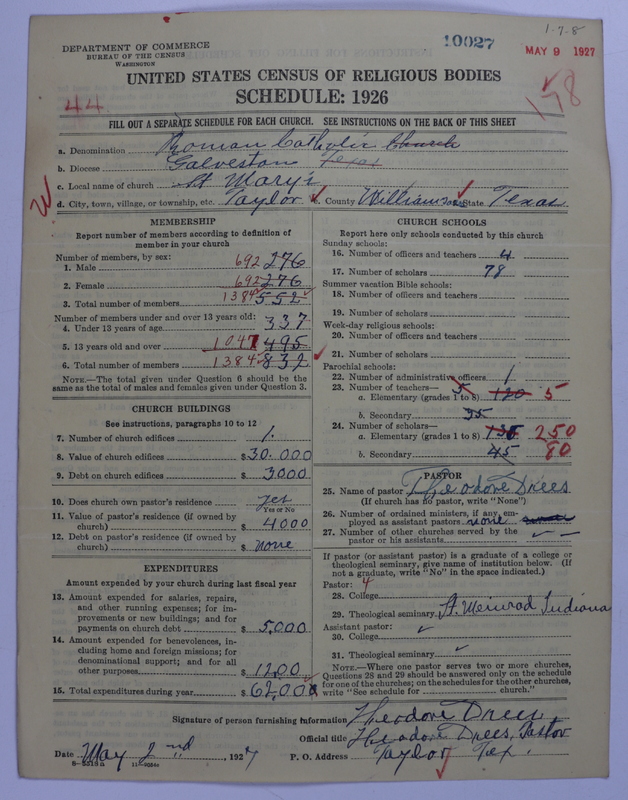 1-7-8
DEPARTMENT OF COMMERCE
BUREAU OF THE CENSUS
WASHINGTON
10027
MAY 9 1927
UNITED STATES CENSUS OF RELIGIOUS BODIES
SCHEDULE: 1926
44
178
FILL OUT A SEPARATE SCHEDULE FOR EACH CHURCH. SEE INSTRUCTIONS ON THE BACK OF THIS SHEET
a. Denomination Roman Catholic Church
b. Diocese Galveston Texas
c. Local name of church St Mary's
d. City, town, village, or township, etc. Taylor County Williamson State Texas
MEMBERSHIP
Report number of members according to definition of member in your church
Number of members, by sex:
1. Male 692 276
2. Female 692 276
3. Total number of members 1384 552
Number of members under and over 13 years old:
4. Under 13 years of age 337
5. 13 years old and over 1047 495
6. Total number of members 1384 832
NOTE.—The total given under Question 6 should be the same as the total of males and females given under Question 3.
CHURCH BUILDINGS
See instructions, paragraphs 10 to 12
7. Number of church edifices 1.
8. Value of church edifices $30.000
9. Debt on church edifices $3000
10. Does church own pastor's residence yes
Yes or No
11. Value of pastor's residence (if owned by church) $4000
12. Debt on pastor's residence (if owned by church) $none
EXPENDITURES
Amount expended by your church during last fiscal year
13. Amount expended for salaries, repairs, and other running expenses; for improvements or new buildings; and for payments on church debt $5,000
14. Amount expended for benevolences, including home and foreign missions; for denominational support; and for all other purposes $1200
15. Total expenditures during year $6200
CHURCH SCHOOLS
Report here only schools conducted by this church
Sunday schools:
16. Number of officers and teachers 4
17. Number of scholars 78
Summer vacation Bible schools:
18. Number of officers and teachers
19. Number of scholars
Week-day religious schools:
20. Number of officers and teachers
21. Number of scholars
Parochial schools:
22. Number of administrative officers 1
23. Number of teachers—
a. Elementary (grades 1 to 8) 5
b. Secondary 35
24. Number of scholars—
a. Elementary (grades 1 to 8) 250
b. Secondary 45 80
PASTOR
25. Name of pastor Theodore Drees
(If church has no pastor, write "None")
26. Number of ordained ministers, if any, employed as assistant pastors none
27. Number of other churches served by the pastor or his assistants
If pastor (or assistant pastor) is a graduate of a college or theological seminary, give name of institution below. (If not a graduate, write "No" in the space indicated.)
Pastor: 4
28. College
29. Theological seminary St. Meinrad Indiana
Assistant pastor:
30. College
31. Theological seminary
NOTE.—Where one pastor serves two or more churches, Questions 28 and 29 should be answered only on the schedule for one of the churches; on the schedules for the other churches, write "See schedule for church."
Signature of person furnishing information Theodore Drees
Official title Theodore Drees, Pastor
Date May 2nd, 1927 P. O. Address Taylor Tex.